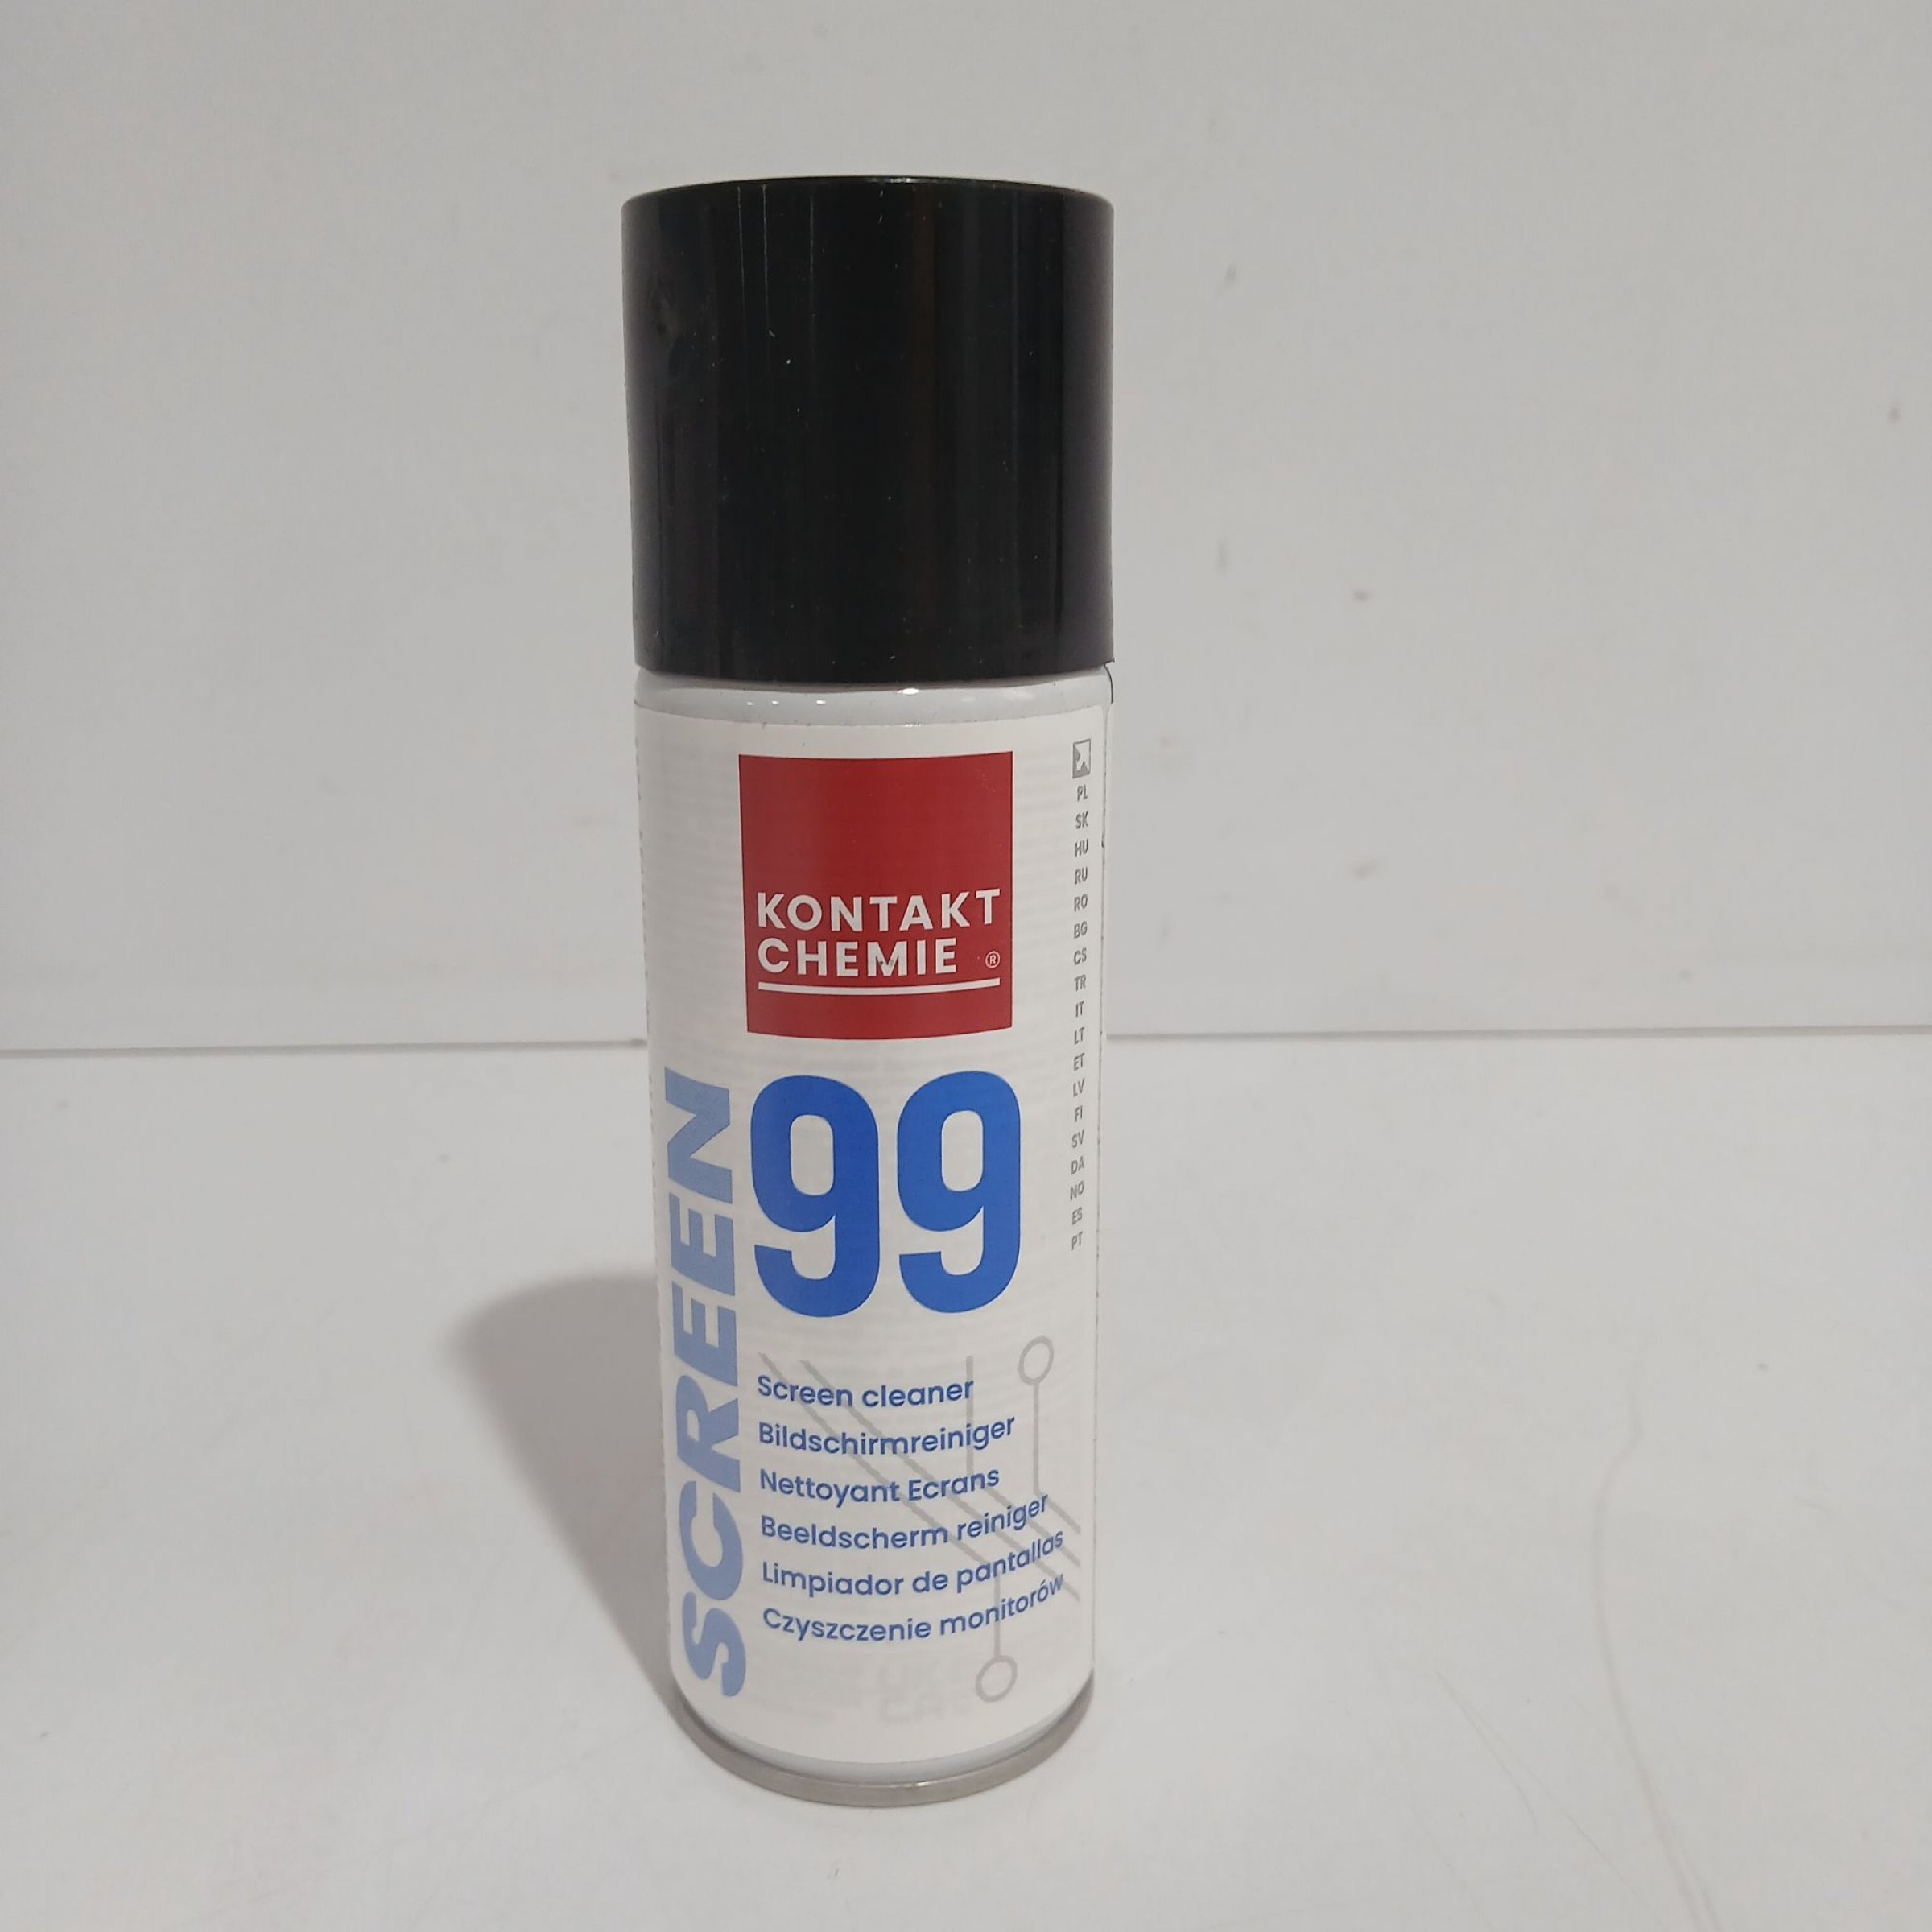 KONTAKT
CHEMIE ®
SCREEN
99
Screen cleaner
Bildschirmreiniger
Nettoyant Ecrans
Beeldscherm reiniger
Limpiador de pantallas
Czyszczenie monitorów
PL
SK
HU
RU
RO
BG
CS
TR
IT
LT
ET
LV
FI
SV
DA
NO
ES
PT